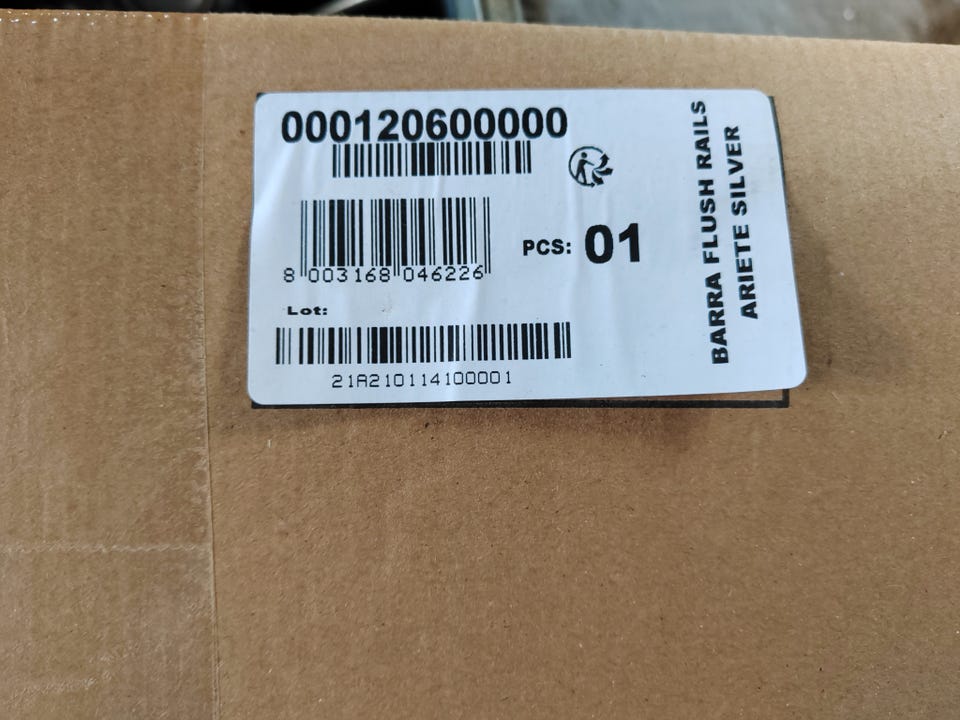 000120600000
8 003168 046226
PCS: 01
Lot:
21A210114100001
BARRA FLUSH RAILS
ARIETE SILVER